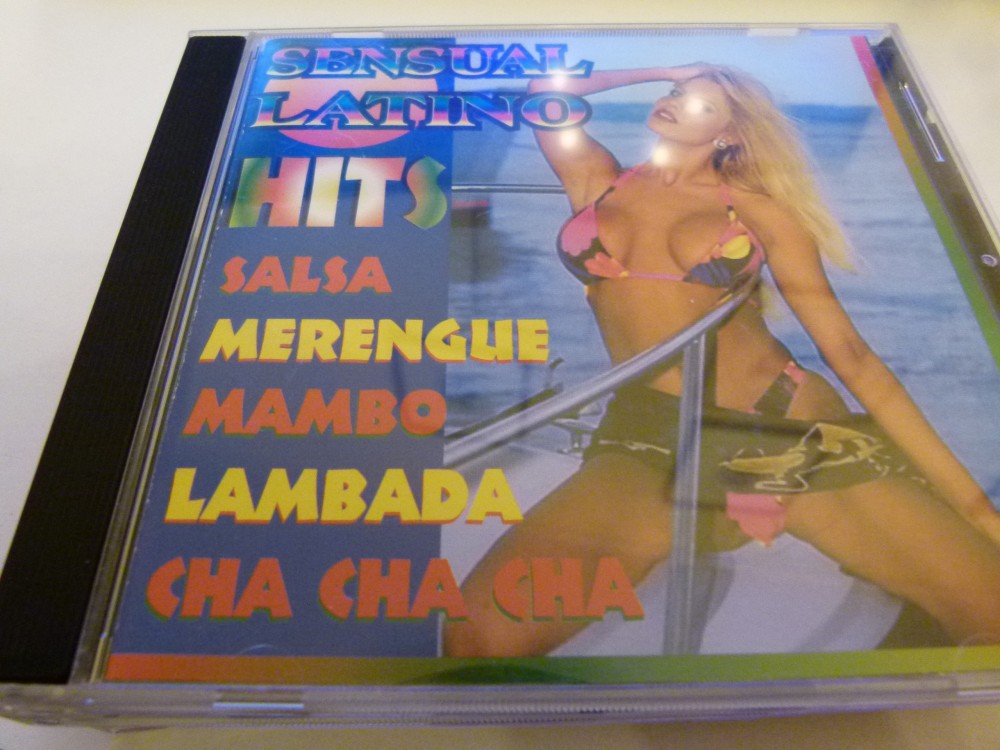 SENSUAL
LATINO
HITS
SALSA
MERENGUE
MAMBO
LAMBADA
CHA CHA CHA